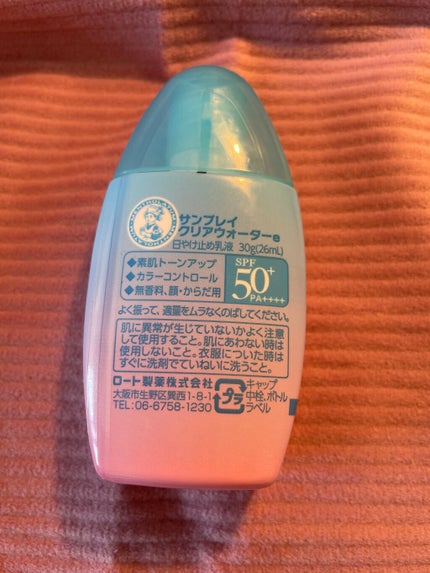 サンプレイ
クリアウォーターe
日やけ止め乳液 30g(26mL)
◆素肌トーンアップ
◆カラーコントロール
◆無香料、顔・からだ用
SPF
50+
PA++++
よく振って、適量をムラなくのばしてください。
肌に異常が生じていないかよく注意
して使用すること。肌にあわない時は
使用しないこと。衣服についた時は
すぐに洗剤でていねいに洗うこと。
ロート製薬株式会社
大阪市生野区巽西1-8-1
TEL:06-6758-1230
プラ
キャップ
中栓、ボトル
ラベル